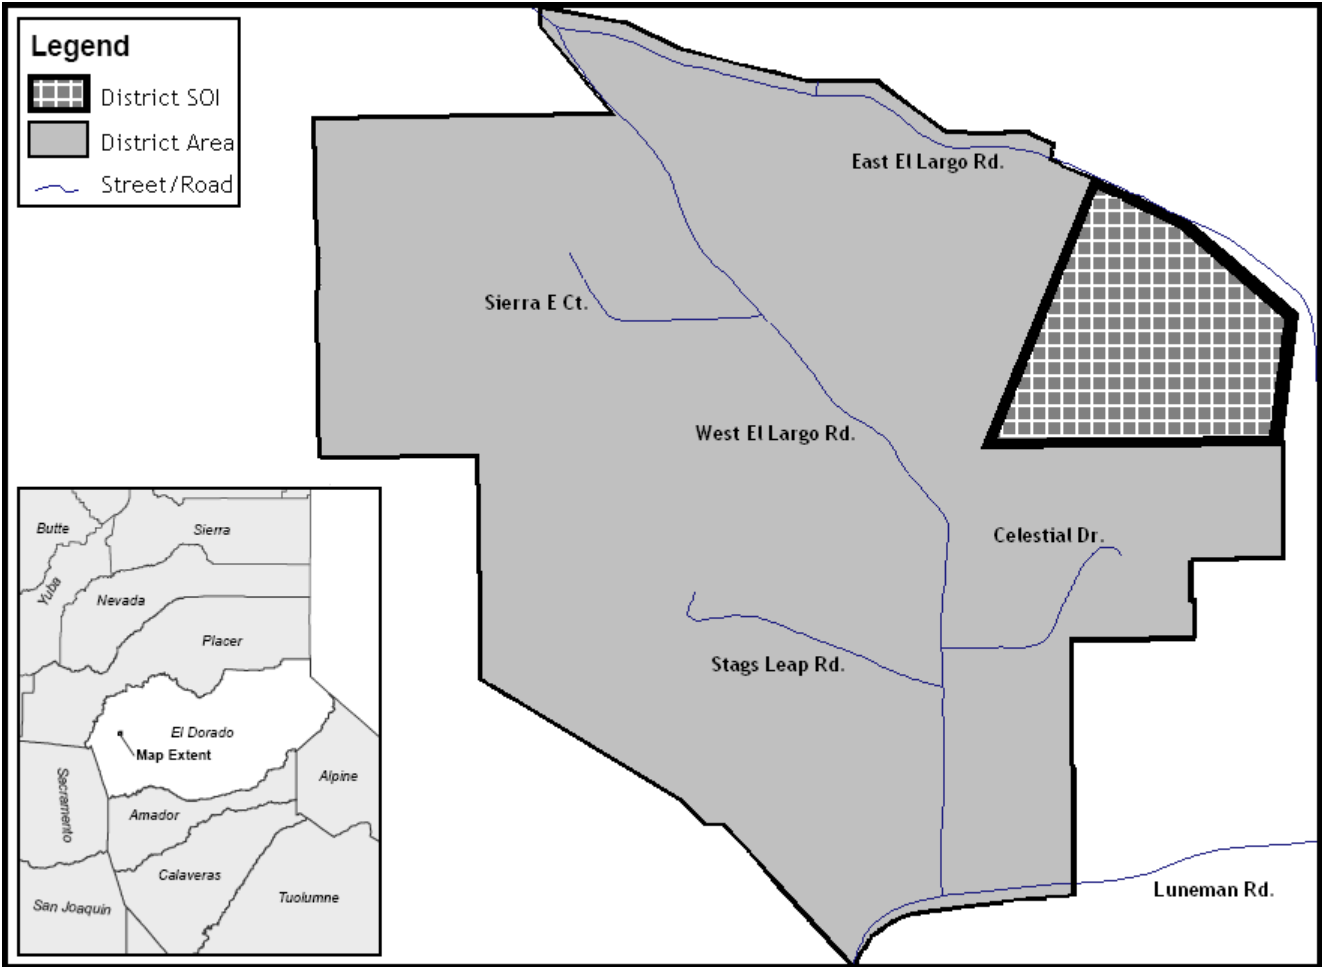 Legend
District SOI
District Area
Street/Road
East El Largo Rd.
Sierra E Ct.
West El Largo Rd.
Celestial Dr.
Stags Leap Rd.
Luneman Rd.
Butte
Sierra
Yuba
Nevada
Placer
El Dorado
Map Extent
Sacramento
Alpine
Amador
Calaveras
Tuolumne
San Joaquin